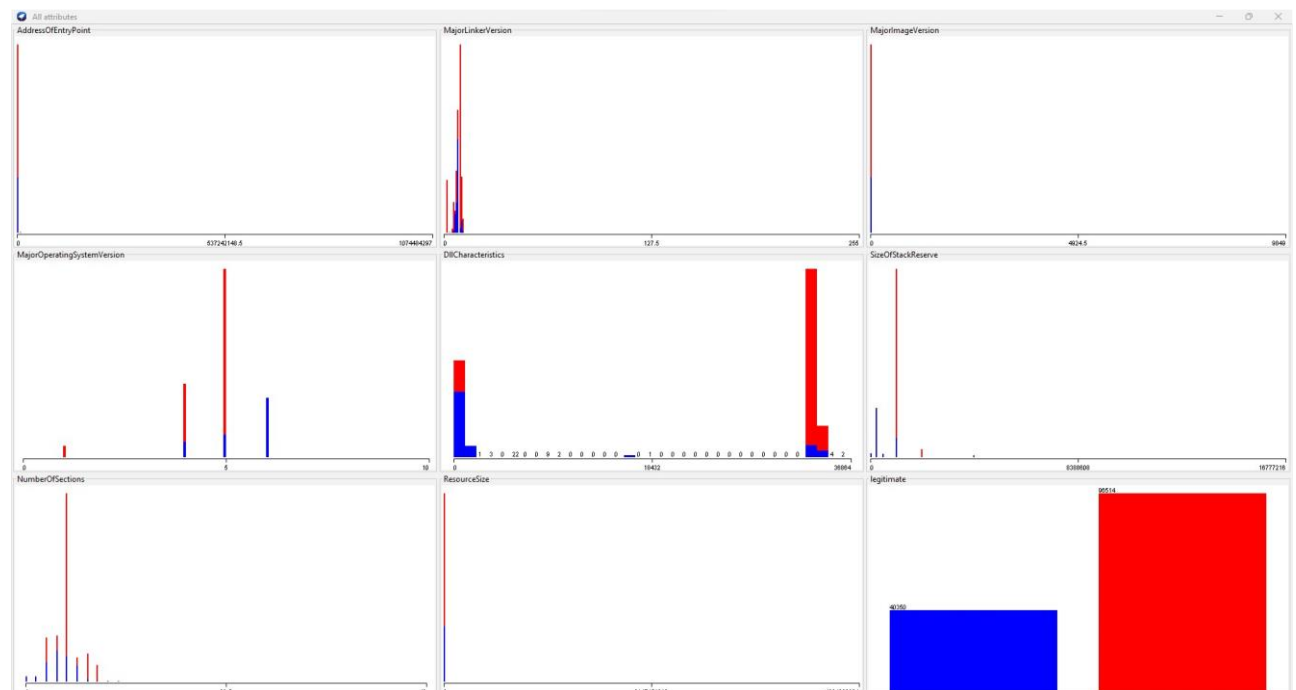 All attributes
AddressOfEntryPoint
MajorLinkerVersion
MajorImageVersion
0 537242148.5 1074484297
0 127.5 255
0 4924.5 9849
MajorOperatingSystemVersion
DllCharacteristics
SizeOfStackReserve
1 3 0 22 0 0 9 2 0 0 0 0 0 0 1 0 0 0 0 0 0 0 0 0 0 0 0 0 4 2
0 5 10
0 18432 36864
0 8388608 16777216
NumberOfSections
ResourceSize
legitimate
96514
40350